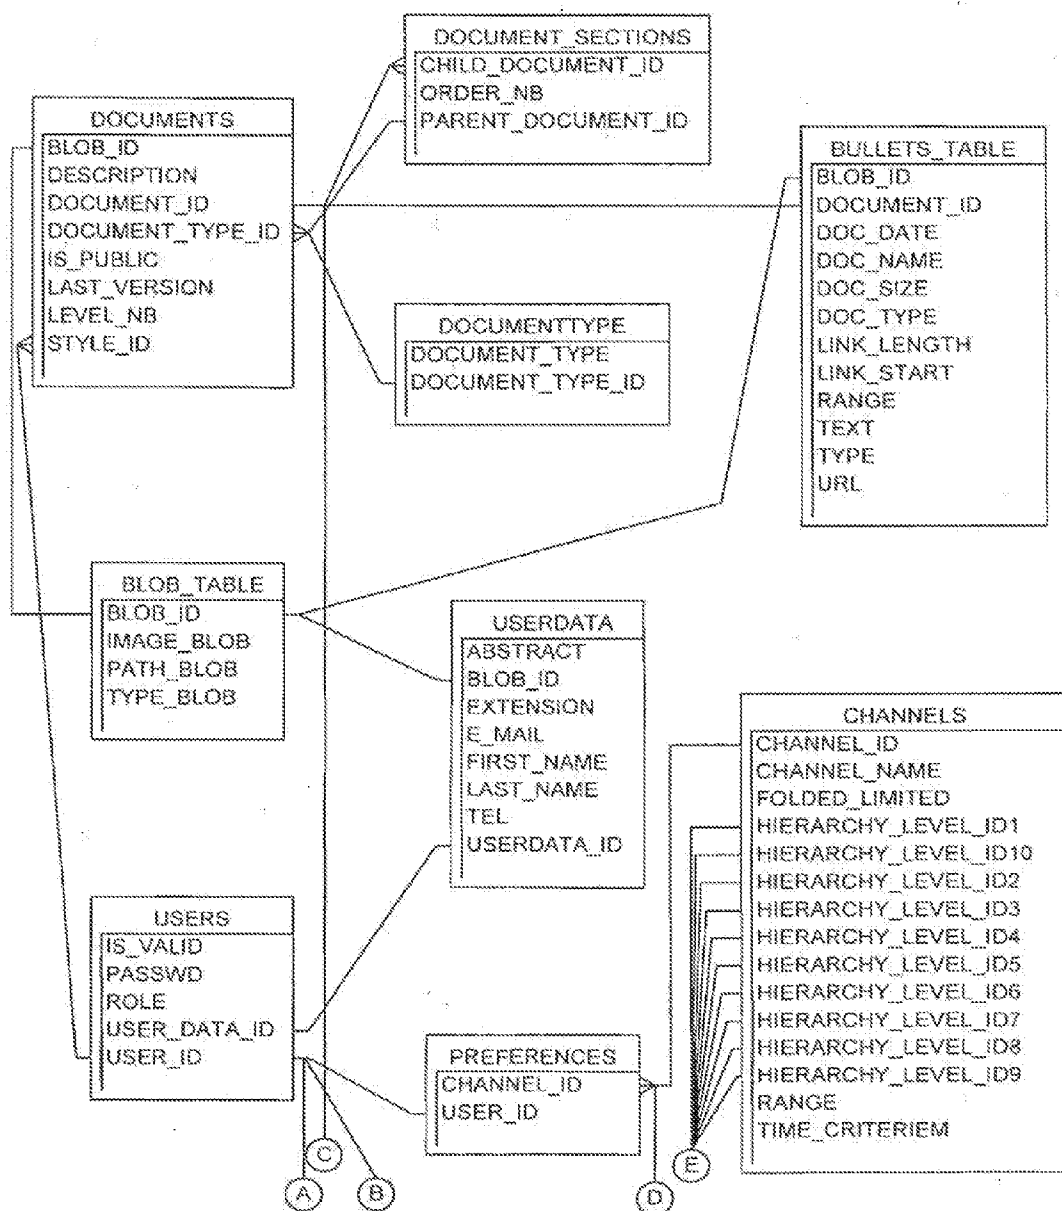 DOCUMENT_SECTIONS
CHILD_DOCUMENT_ID
ORDER_NB
PARENT_DOCUMENT_ID
DOCUMENTS
BLOB_ID
DESCRIPTION
DOCUMENT_ID
DOCUMENT_TYPE_ID
IS_PUBLIC
LAST_VERSION
LEVEL_NB
STYLE_ID
BULLETS_TABLE
BLOB_ID
DOCUMENT_ID
DOC_DATE
DOC_NAME
DOC_SIZE
DOC_TYPE
LINK_LENGTH
LINK_START
RANGE
TEXT
TYPE
URL
DOCUMENTTYPE
DOCUMENT_TYPE
DOCUMENT_TYPE_ID
BLOB_TABLE
BLOB_ID
IMAGE_BLOB
PATH_BLOB
TYPE_BLOB
USERDATA
ABSTRACT
BLOB_ID
EXTENSION
E_MAIL
FIRST_NAME
LAST_NAME
TEL
USERDATA_ID
CHANNELS
CHANNEL_ID
CHANNEL_NAME
FOLDED_LIMITED
HIERARCHY_LEVEL_ID1
HIERARCHY_LEVEL_ID10
HIERARCHY_LEVEL_ID2
HIERARCHY_LEVEL_ID3
HIERARCHY_LEVEL_ID4
HIERARCHY_LEVEL_ID5
HIERARCHY_LEVEL_ID6
HIERARCHY_LEVEL_ID7
HIERARCHY_LEVEL_ID8
HIERARCHY_LEVEL_ID9
RANGE
TIME_CRITERIEM
USERS
IS_VALID
PASSWD
ROLE
USER_DATA_ID
USER_ID
PREFERENCES
CHANNEL_ID
USER_ID
A
C
B
D
E